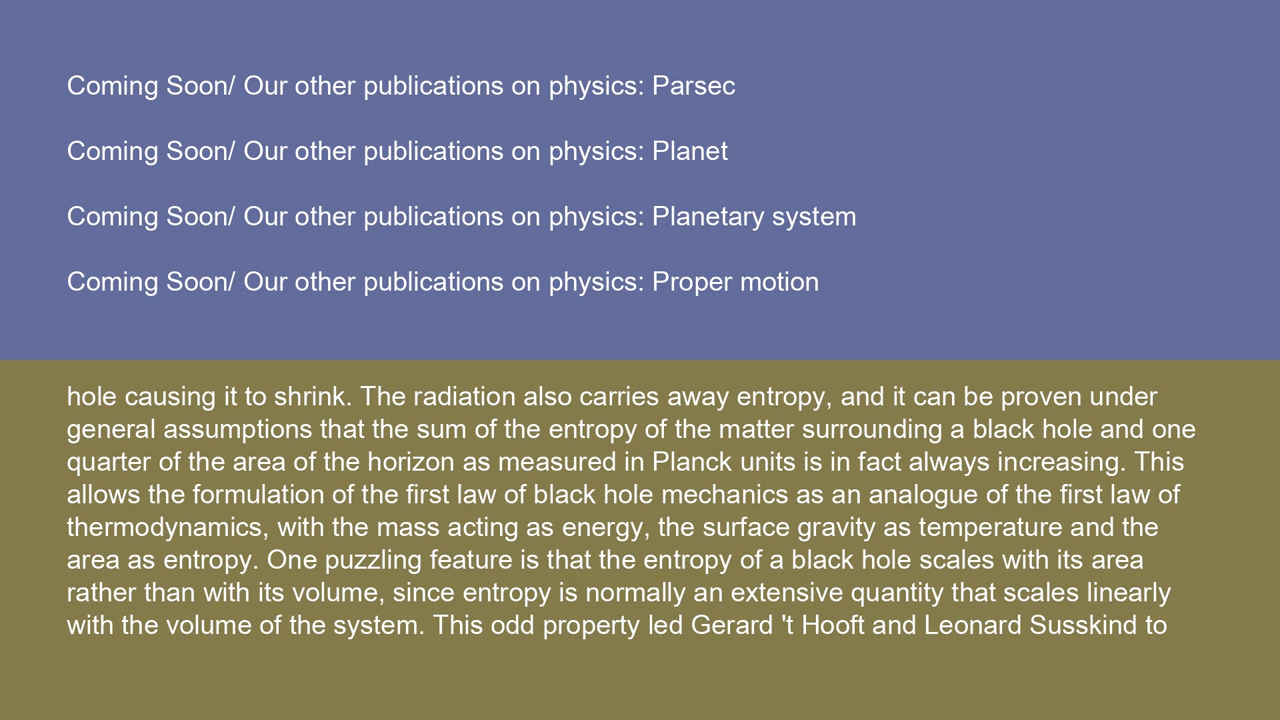 Coming Soon/ Our other publications on physics: Parsec
Coming Soon/ Our other publications on physics: Planet
Coming Soon/ Our other publications on physics: Planetary system
Coming Soon/ Our other publications on physics: Proper motion
hole causing it to shrink. The radiation also carries away entropy, and it can be proven under
general assumptions that the sum of the entropy of the matter surrounding a black hole and one
quarter of the area of the horizon as measured in Planck units is in fact always increasing. This
allows the formulation of the first law of black hole mechanics as an analogue of the first law of
thermodynamics, with the mass acting as energy, the surface gravity as temperature and the
area as entropy. One puzzling feature is that the entropy of a black hole scales with its area
rather than with its volume, since entropy is normally an extensive quantity that scales linearly
with the volume of the system. This odd property led Gerard 't Hooft and Leonard Susskind to